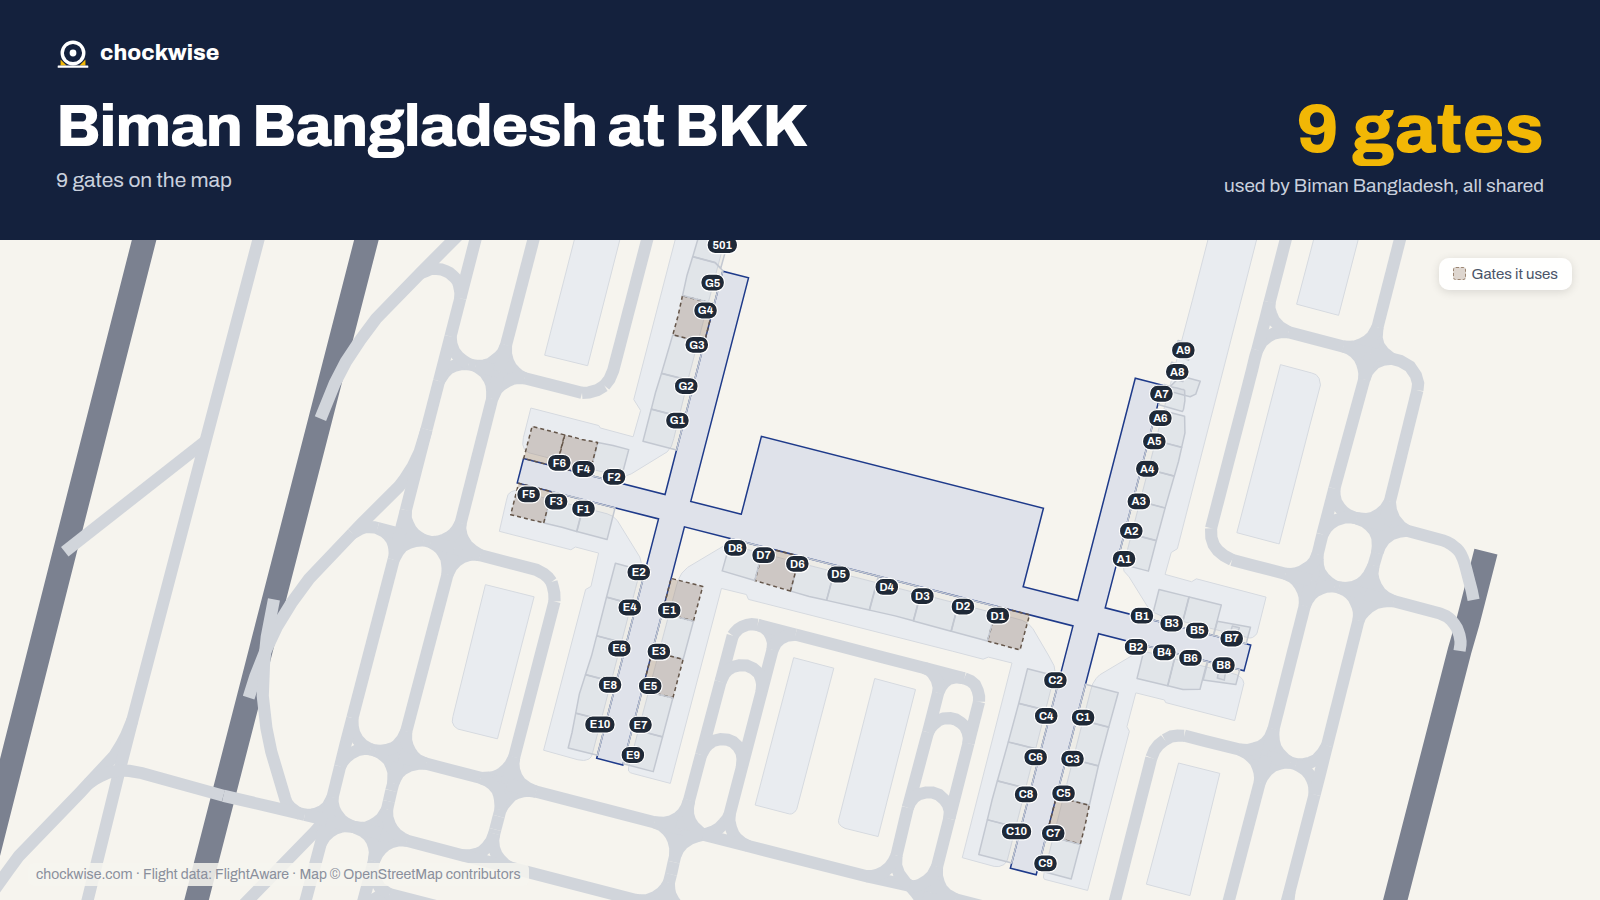 chockwise
Biman Bangladesh at BKK
9 gates on the map
9 gates
used by Biman Bangladesh, all shared
Gates it uses
501
G5
G4
G3
G2
G1
F6
F4
F2
F5
F3
F1
E2
E4
E1
E6
E3
E8
E5
E10
E7
E9
D8
D7
D6
D5
D4
D3
D2
D1
A9
A8
A7
A6
A5
A4
A3
A2
A1
B1
B3
B5
B7
B2
B4
B6
B8
C2
C4
C1
C6
C3
C8
C5
C10
C7
C9
chockwise.com · Flight data: FlightAware · Map © OpenStreetMap contributors